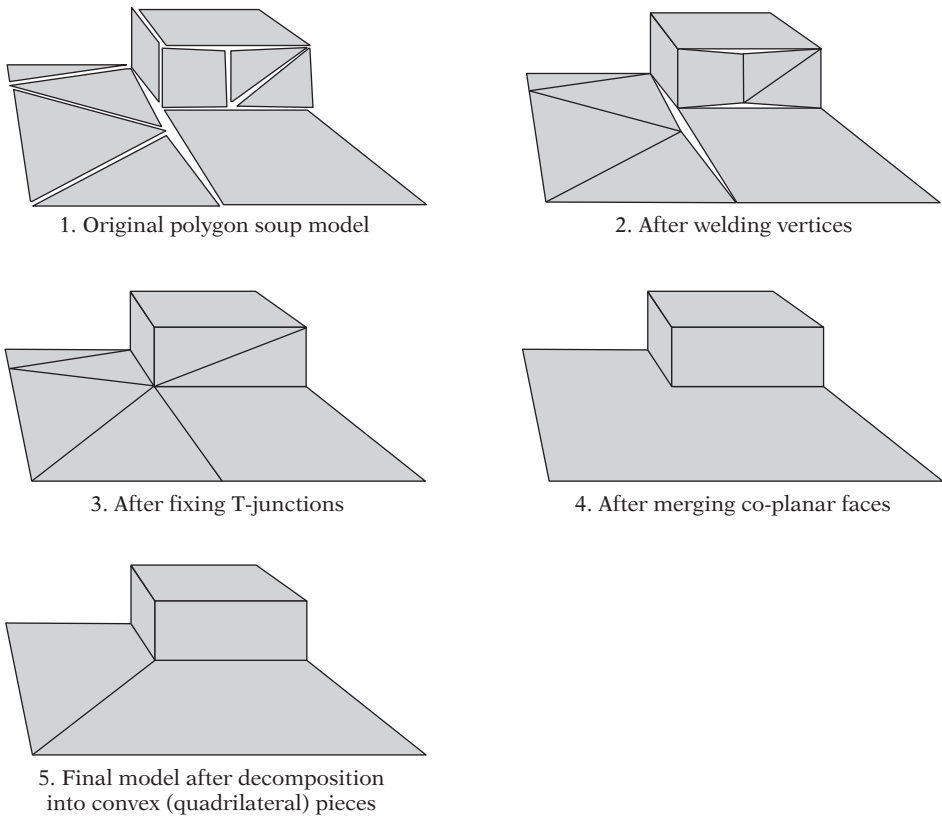 1. Original polygon soup model
2. After welding vertices
3. After fixing T-junctions
4. After merging co-planar faces
5. Final model after decomposition
into convex (quadrilateral) pieces